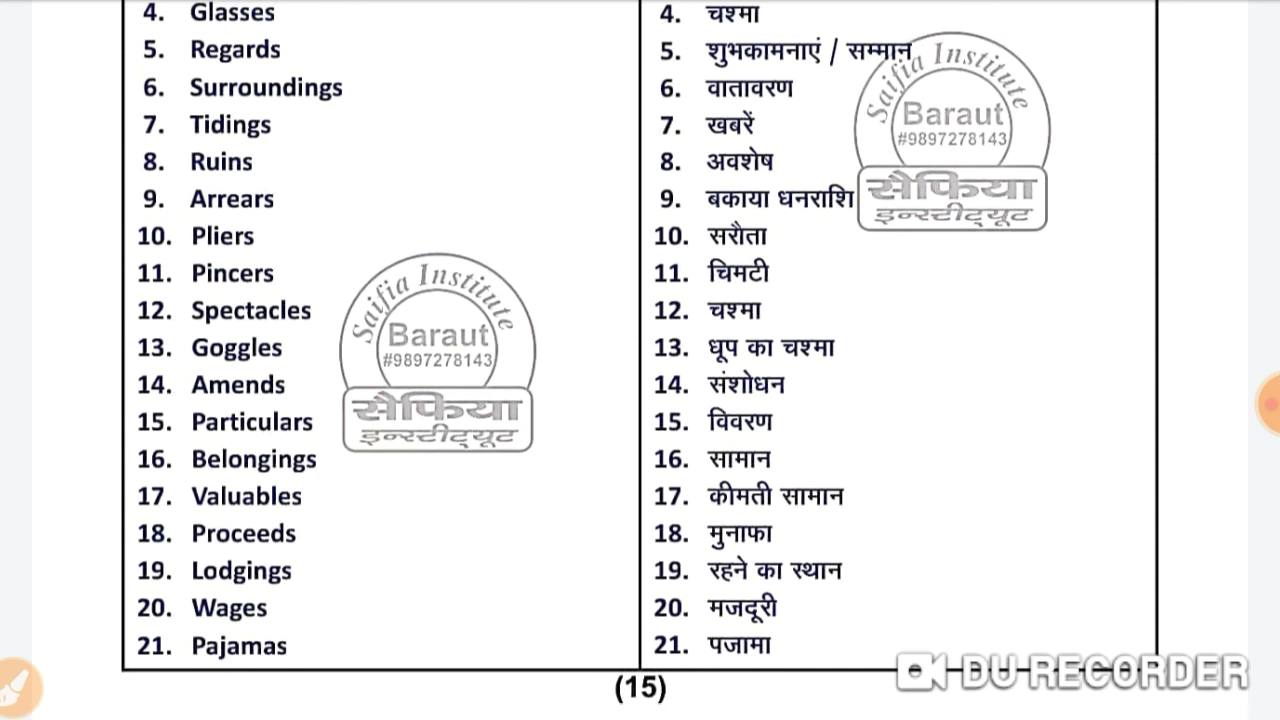 4. Glasses
4. चश्मा
5. Regards
5. शुभकामनाएं / सम्मान
6. Surroundings
6. वातावरण
7. Tidings
7. खबरें
8. Ruins
8. अवशेष
9. Arrears
9. बकाया धनराशि
10. Pliers
10. सरौता
11. Pincers
11. चिमटी
12. Spectacles
12. चश्मा
13. Goggles
13. धूप का चश्मा
14. Amends
14. संशोधन
15. Particulars
15. विवरण
16. Belongings
16. सामान
17. Valuables
17. कीमती सामान
18. Proceeds
18. मुनाफा
19. Lodgings
19. रहने का स्थान
20. Wages
20. मजदूरी
21. Pajamas
21. पजामा
(15)
Saifia Institute
Baraut
#9897278143
सैफिया
इन्स्टीट्यूट
Saifia Institute
Baraut
#9897278143
सैफिया
इन्स्टीट्यूट
DU RECORDER